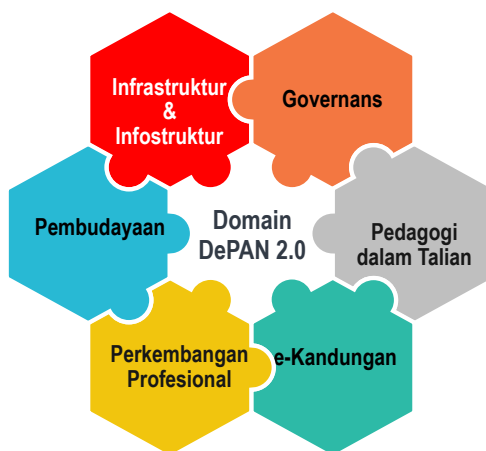 Infrastruktur
&
Infostruktur
Governans
Pembudayaan
Domain
DePAN 2.0
Pedagogi
dalam Talian
Perkembangan
Profesional
e-Kandungan